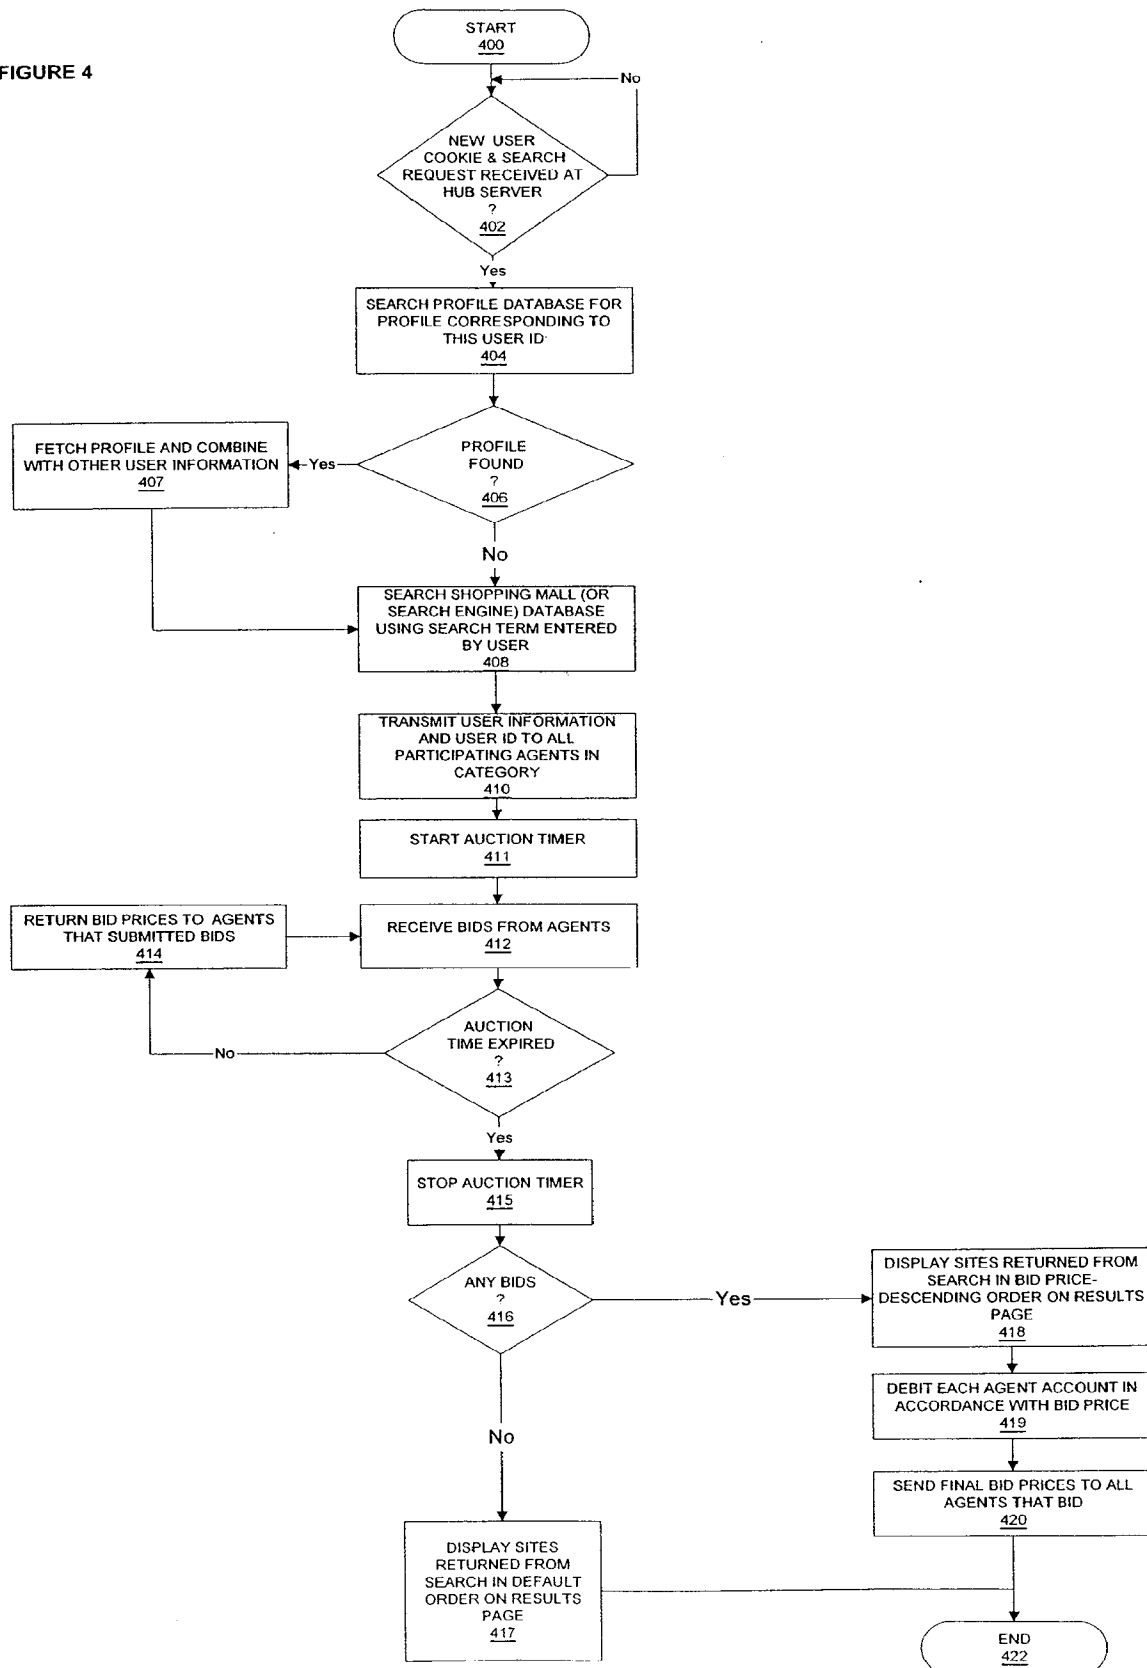 START
400
FIGURE 4
No
NEW USER
COOKIE & SEARCH
REQUEST RECEIVED AT
HUB SERVER
?
402
Yes
SEARCH PROFILE DATABASE FOR
PROFILE CORRESPONDING TO
THIS USER ID
404
FETCH PROFILE AND COMBINE
WITH OTHER USER INFORMATION
407
Yes
PROFILE
FOUND
?
406
No
SEARCH SHOPPING MALL (OR
SEARCH ENGINE) DATABASE
USING SEARCH TERM ENTERED
BY USER
408
TRANSMIT USER INFORMATION
AND USER ID TO ALL
PARTICIPATING AGENTS IN
CATEGORY
410
START AUCTION TIMER
411
RETURN BID PRICES TO AGENTS
THAT SUBMITTED BIDS
414
RECEIVE BIDS FROM AGENTS
412
AUCTION
TIME EXPIRED
?
413
No
Yes
STOP AUCTION TIMER
415
ANY BIDS
?
416
Yes
DISPLAY SITES RETURNED FROM
SEARCH IN BID PRICE-
DESCENDING ORDER ON RESULTS
PAGE
418
DEBIT EACH AGENT ACCOUNT IN
ACCORDANCE WITH BID PRICE
419
No
SEND FINAL BID PRICES TO ALL
AGENTS THAT BID
420
DISPLAY SITES
RETURNED FROM
SEARCH IN DEFAULT
ORDER ON RESULTS
PAGE
417
END
422